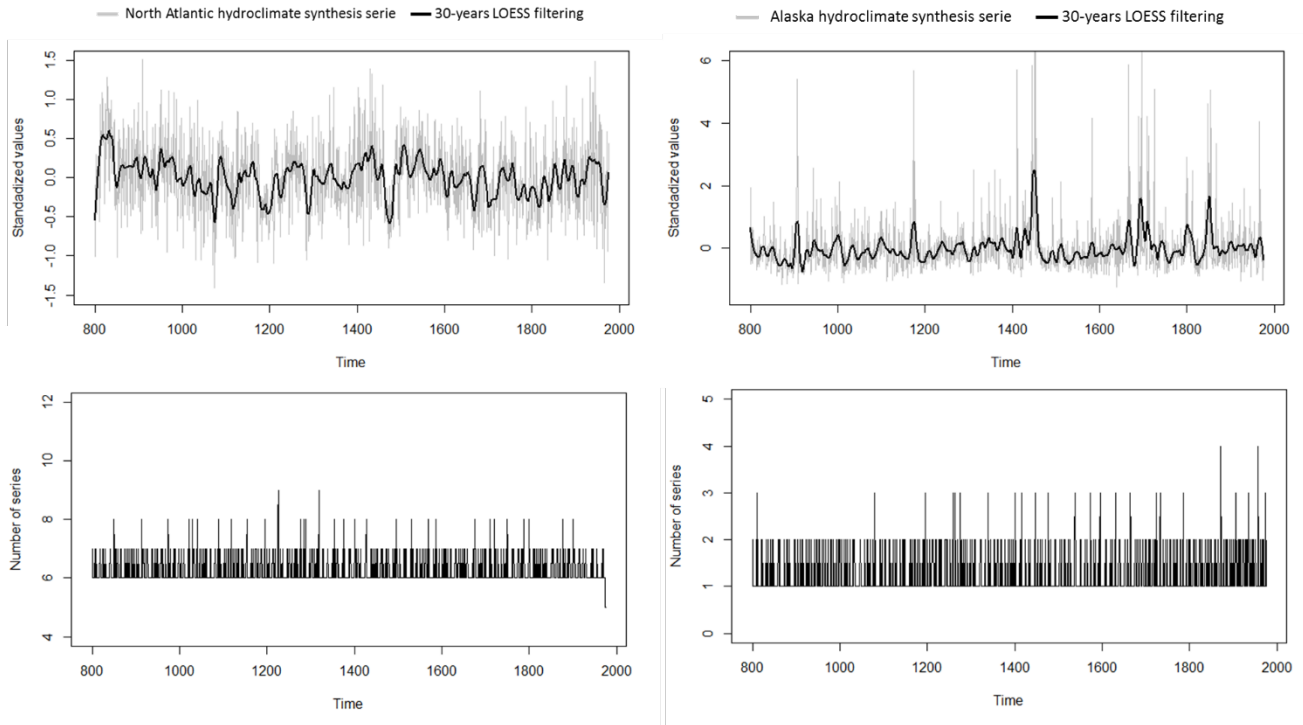 North Atlantic hydroclimate synthesis serie 30-years LOESS filtering
Standadized values
1.5
1.0
0.5
0.0
-0.5
-1.0
-1.5
800 1000 1200 1400 1600 1800 2000
Time
Alaska hydroclimate synthesis serie 30-years LOESS filtering
Standadized values
6
4
2
0
800 1000 1200 1400 1600 1800 2000
Time
Number of series
12
10
8
6
4
800 1000 1200 1400 1600 1800 2000
Time
Number of series
5
4
3
2
1
0
800 1000 1200 1400 1600 1800 2000
Time